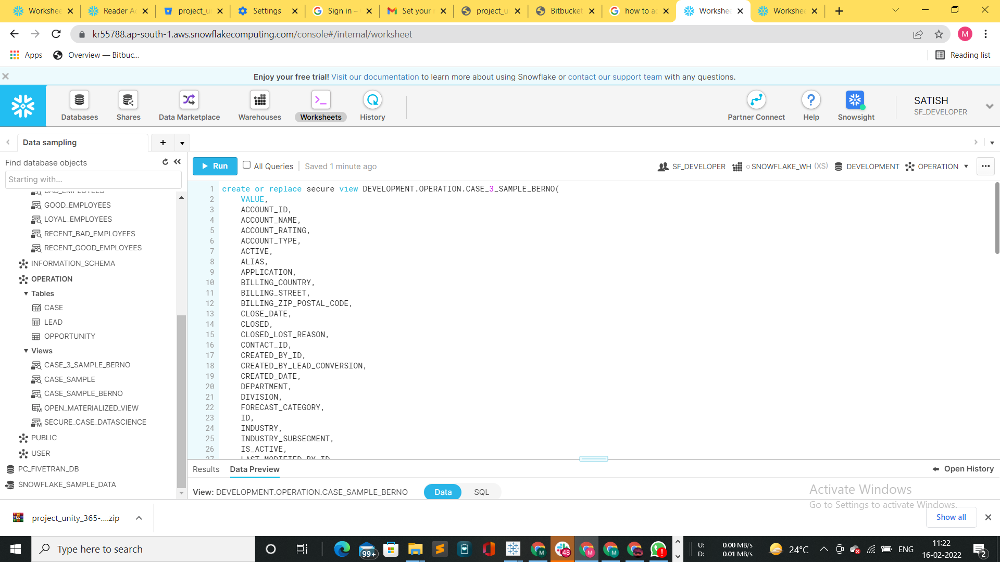 Workshee
Reader A
project_u
Settings
Sign in –
Set your
project_u
Bitbucket
how to a
Workshee
Workshee
kr55788.ap-south-1.aws.snowflakecomputing.com/console#/internal/worksheet
M
Apps
Overview — Bitbuc...
Reading list
Enjoy your free trial! Visit our documentation to learn more about using Snowflake or contact our support team with any questions.
Databases
Shares
Data Marketplace
Warehouses
Worksheets
History
Partner Connect
Help
Snowsight
SATISH
SF_DEVELOPER
Data sampling
Find database objects
Starting with...
Run
All Queries
Saved 1 minute ago
SF_DEVELOPER
SNOWFLAKE_WH (XS)
DEVELOPMENT
OPERATION
BAD_EMPLOYEES
GOOD_EMPLOYEES
LOYAL_EMPLOYEES
RECENT_BAD_EMPLOYEES
RECENT_GOOD_EMPLOYEES
INFORMATION_SCHEMA
OPERATION
Tables
CASE
LEAD
OPPORTUNITY
Views
CASE_3_SAMPLE_BERNO
CASE_SAMPLE
CASE_SAMPLE_BERNO
OPEN_MATERIALIZED_VIEW
SECURE_CASE_DATASCIENCE
PUBLIC
USER
PC_FIVETRAN_DB
SNOWFLAKE_SAMPLE_DATA
1 create or replace secure view DEVELOPMENT.OPERATION.CASE_3_SAMPLE_BERNO(
2 VALUE,
3 ACCOUNT_ID,
4 ACCOUNT_NAME,
5 ACCOUNT_RATING,
6 ACCOUNT_TYPE,
7 ACTIVE,
8 ALIAS,
9 APPLICATION,
10 BILLING_COUNTRY,
11 BILLING_STREET,
12 BILLING_ZIP_POSTAL_CODE,
13 CLOSE_DATE,
14 CLOSED,
15 CLOSED_LOST_REASON,
16 CONTACT_ID,
17 CREATED_BY_ID,
18 CREATED_BY_LEAD_CONVERSION,
19 CREATED_DATE,
20 DEPARTMENT,
21 DIVISION,
22 FORECAST_CATEGORY,
23 ID,
24 INDUSTRY,
25 INDUSTRY_SUBSEGMENT,
26 IS_ACTIVE,
27 LAST_MODIFIED_BY_ID
Results
Data Preview
Open History
View: DEVELOPMENT.OPERATION.CASE_SAMPLE_BERNO
Data
SQL
Activate Windows
Go to Settings to activate Windows.
project_unity_365-....zip
Show all
Type here to search
99+
48
U: 0.00 MB/s
D: 0.01 MB/s
24°C
ENG
11:22
16-02-2022
2